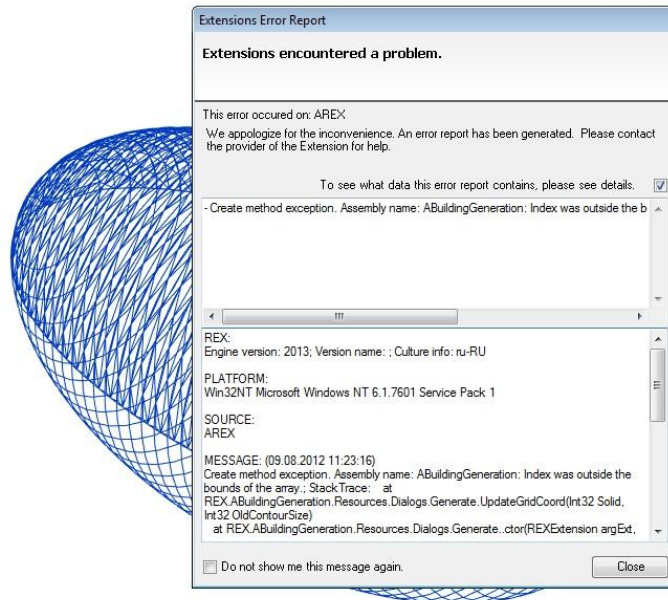 Extensions Error Report
Extensions encountered a problem.
This error occured on: AREX
We appologize for the inconvenience. An error report has been generated. Please contact
the provider of the Extension for help.
To see what data this error report contains, please see details.
- Create method exception. Assembly name: ABuildingGeneration: Index was outside the b
REX:
Engine version: 2013; Version name: ; Culture info: ru-RU
PLATFORM:
Win32NT Microsoft Windows NT 6.1.7601 Service Pack 1
SOURCE:
AREX
MESSAGE: (09.08.2012 11:23:16)
Create method exception. Assembly name: ABuildingGeneration: Index was outside the
bounds of the array.; StackTrace: at
REX.ABuildingGeneration.Resources.Dialogs.Generate.UpdateGridCoord(Int32 Solid,
Int32 OldContourSize)
at REX.ABuildingGeneration.Resources.Dialogs.Generate..ctor(REXExtension argExt,
Do not show me this message again.
Close